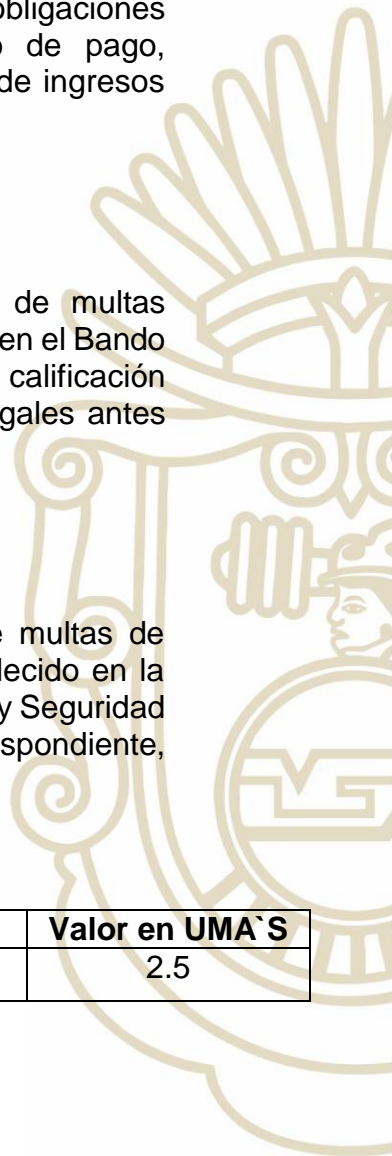 obligaciones
de pago,
de ingresos
de multas
en el Bando
calificación
gales antes
multas de
lecido en la
y Seguridad
spondiente,
Valor en UMA`S
2.5